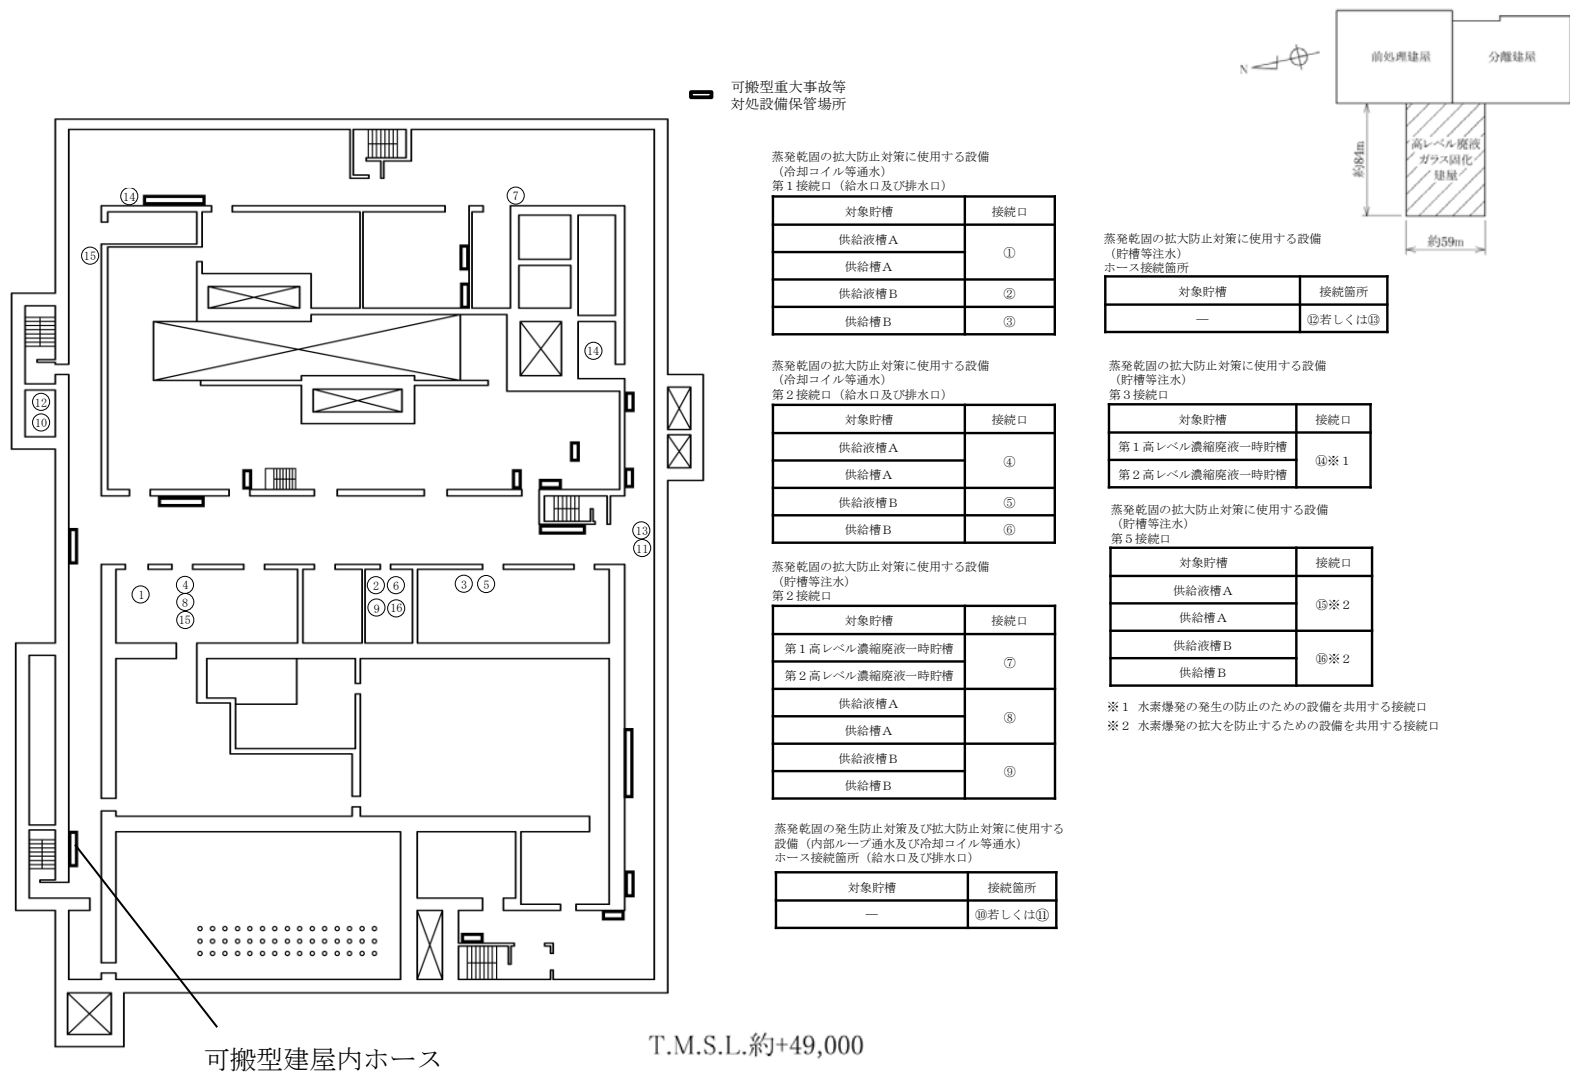 可搬型重大事故等
対処設備保管場所
N
前処理建屋
分離建屋
高レベル廃液
ガラス固化
建屋
約84m
約59m
⑭
⑦
⑮
⑭
⑫
⑩
⑬
⑪
①
④
⑧
⑮
②
⑥
⑨
⑯
③
⑤
可搬型建屋内ホース
T.M.S.L.約+49,000
蒸発乾固の拡大防止対策に使用する設備
（冷却コイル等通水）
第１接続口（給水口及び排水口）
対象貯槽 接続口
供給液槽Ａ ①
供給槽Ａ
供給液槽Ｂ ②
供給槽Ｂ ③
蒸発乾固の拡大防止対策に使用する設備
（冷却コイル等通水）
第２接続口（給水口及び排水口）
対象貯槽 接続口
供給液槽Ａ ④
供給槽Ａ
供給液槽Ｂ ⑤
供給槽Ｂ ⑥
蒸発乾固の拡大防止対策に使用する設備
（貯槽等注水）
第２接続口
対象貯槽 接続口
第１高レベル濃縮廃液一時貯槽 ⑦
第２高レベル濃縮廃液一時貯槽
供給液槽Ａ ⑧
供給槽Ａ
供給液槽Ｂ ⑨
供給槽Ｂ
蒸発乾固の発生防止対策及び拡大防止対策に使用する
設備（内部ループ通水及び冷却コイル等通水）
ホース接続箇所（給水口及び排水口）
対象貯槽 接続箇所
― ⑩若しくは⑪
蒸発乾固の拡大防止対策に使用する設備
（貯槽等注水）
ホース接続箇所
対象貯槽 接続箇所
― ⑫若しくは⑬
蒸発乾固の拡大防止対策に使用する設備
（貯槽等注水）
第３接続口
対象貯槽 接続口
第１高レベル濃縮廃液一時貯槽 ⑭※１
第２高レベル濃縮廃液一時貯槽
蒸発乾固の拡大防止対策に使用する設備
（貯槽等注水）
第５接続口
対象貯槽 接続口
供給液槽Ａ ⑮※２
供給槽Ａ
供給液槽Ｂ ⑯※２
供給槽Ｂ
※１ 水素爆発の発生の防止のための設備を共用する接続口
※２ 水素爆発の拡大を防止するための設備を共用する接続口